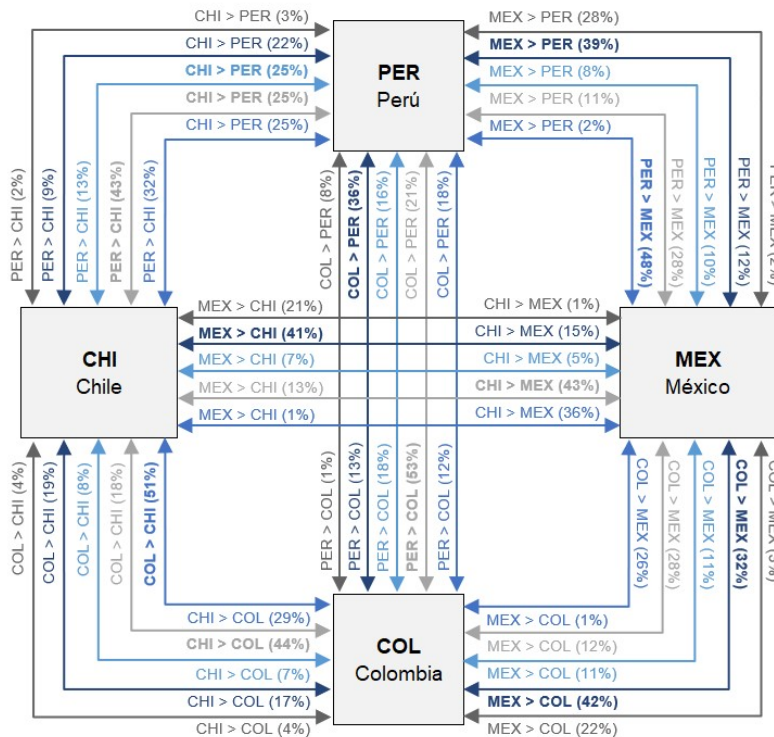 CHI > PER (3%)
CHI > PER (22%)
CHI > PER (25%)
CHI > PER (25%)
CHI > PER (25%)
PER
Perú
MEX > PER (28%)
MEX > PER (39%)
MEX > PER (8%)
MEX > PER (11%)
MEX > PER (2%)
PER > CHI (2%)
PER > CHI (9%)
PER > CHI (13%)
PER > CHI (43%)
PER > CHI (32%)
COL > PER (8%)
COL > PER (36%)
COL > PER (16%)
COL > PER (21%)
COL > PER (18%)
PER > MEX (48%)
PER > MEX (28%)
PER > MEX (10%)
PER > MEX (12%)
CHI
Chile
MEX > CHI (21%)
MEX > CHI (41%)
MEX > CHI (7%)
MEX > CHI (13%)
MEX > CHI (1%)
CHI > MEX (1%)
CHI > MEX (15%)
CHI > MEX (5%)
CHI > MEX (43%)
CHI > MEX (36%)
MEX
México
COL > CHI (4%)
COL > CHI (19%)
COL > CHI (8%)
COL > CHI (18%)
COL > CHI (51%)
PER > COL (1%)
PER > COL (13%)
PER > COL (18%)
PER > COL (53%)
PER > COL (12%)
COL > MEX (26%)
COL > MEX (28%)
COL > MEX (11%)
COL > MEX (32%)
CHI > COL (29%)
CHI > COL (44%)
CHI > COL (7%)
CHI > COL (17%)
CHI > COL (4%)
COL
Colombia
MEX > COL (1%)
MEX > COL (12%)
MEX > COL (11%)
MEX > COL (42%)
MEX > COL (22%)